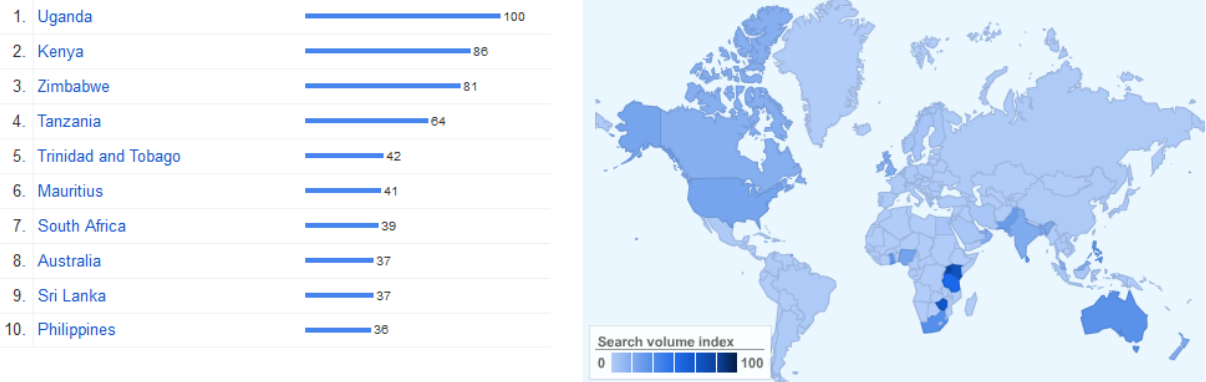 1. Uganda 100
2. Kenya 86
3. Zimbabwe 81
4. Tanzania 64
5. Trinidad and Tobago 42
6. Mauritius 41
7. South Africa 39
8. Australia 37
9. Sri Lanka 37
10. Philippines 36
Search volume index
0 100